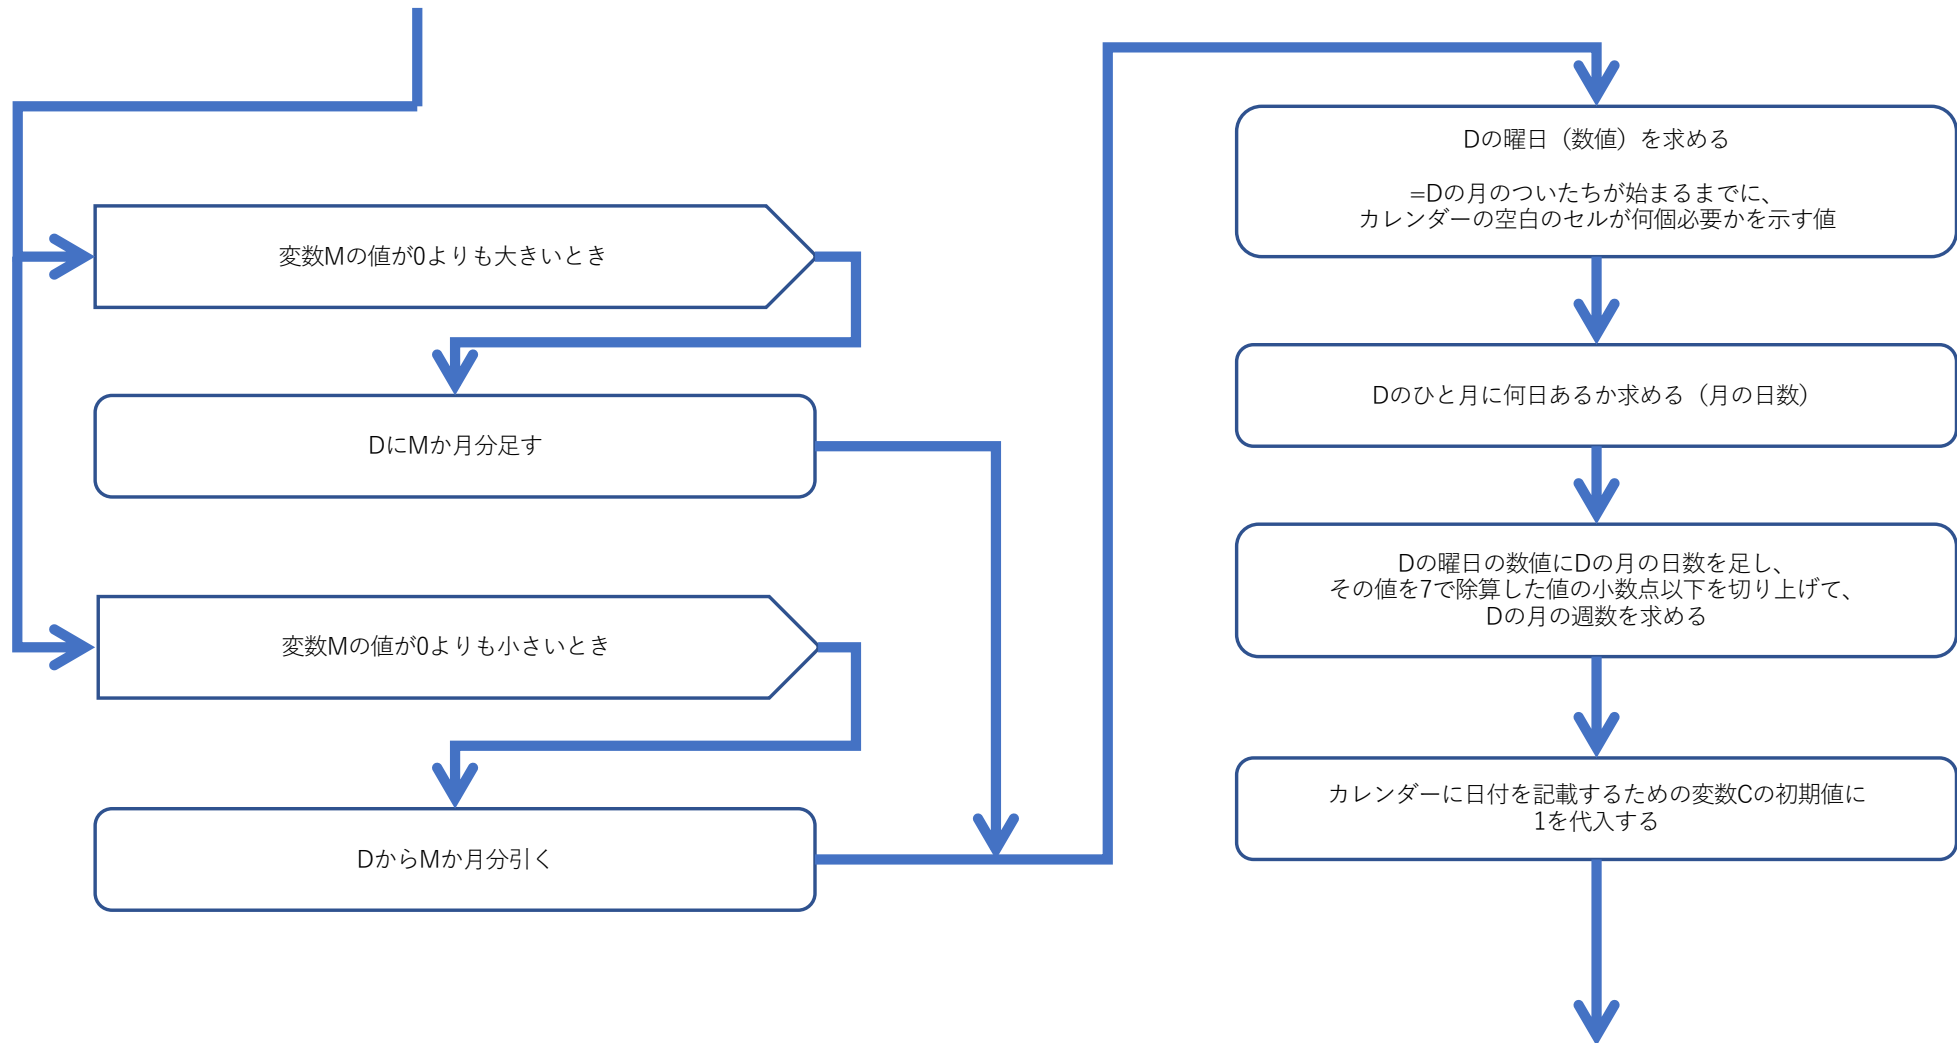 変数Mの値が0よりも大きいとき
DにMか月分足す
変数Mの値が0よりも小さいとき
DからMか月分引く
Dの曜日（数値）を求める
=Dの月のついたちが始まるまでに、
カレンダーの空白のセルが何個必要かを示す値
Dのひと月に何日あるか求める（月の日数）
Dの曜日の数値にDの月の日数を足し、
その値を7で除算した値の小数点以下を切り上げて、
Dの月の週数を求める
カレンダーに日付を記載するための変数Cの初期値に
1を代入する